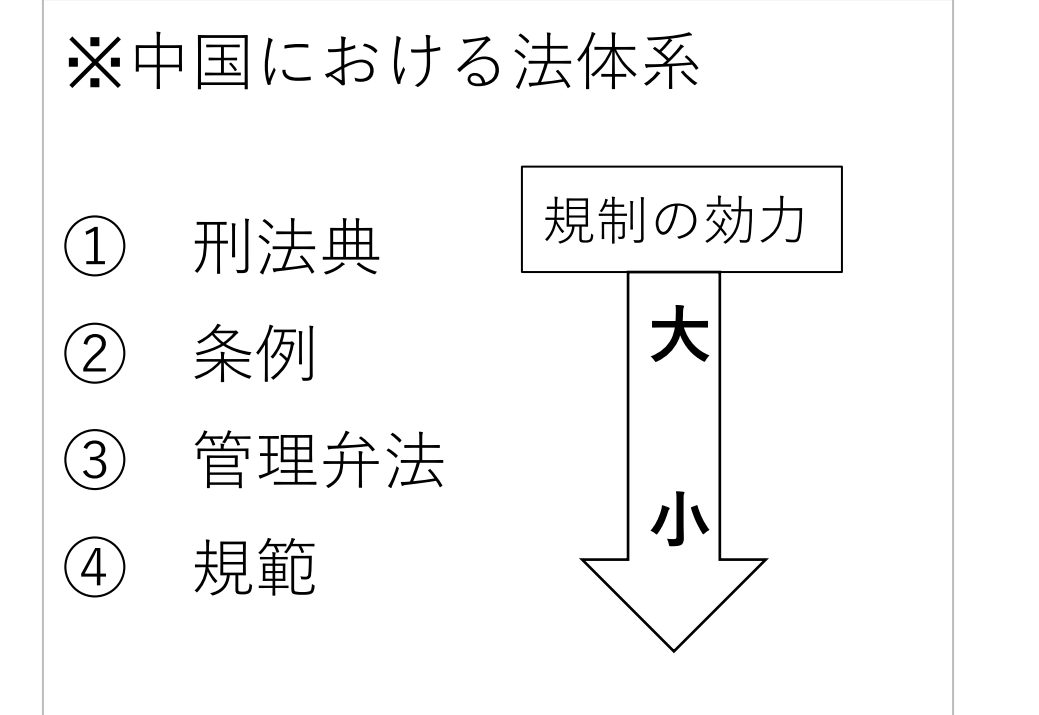 ※中国における法体系
規制の効力
① 刑法典
大
② 条例
③ 管理弁法
小
④ 規範